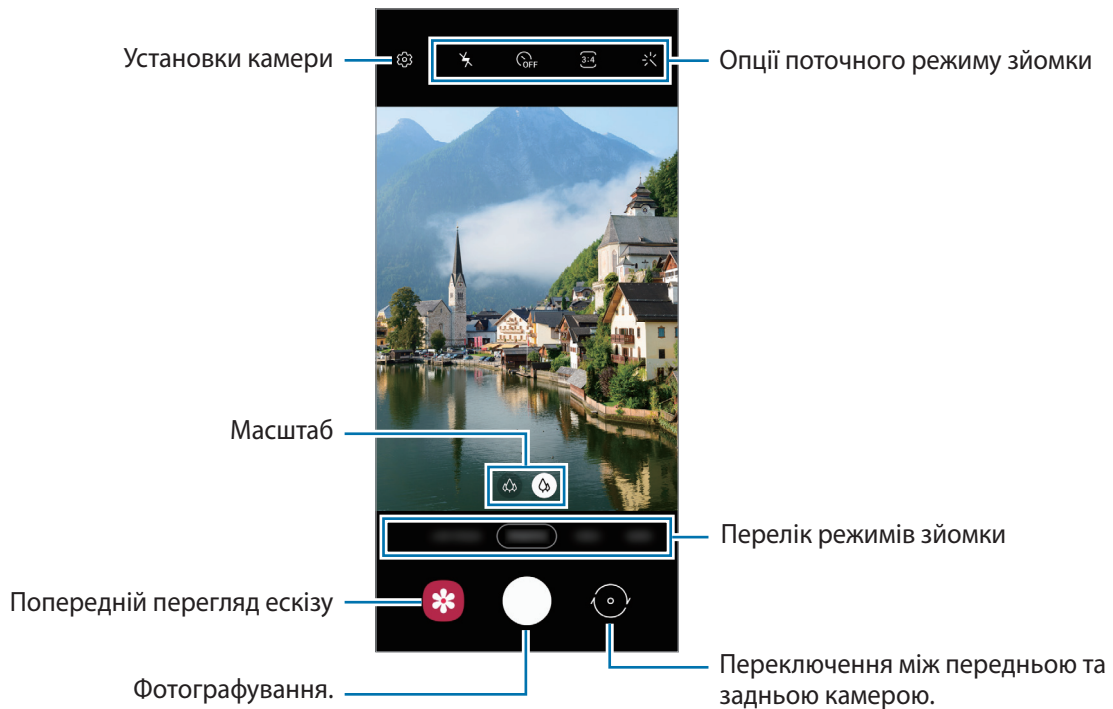 Установки камери
Опції поточного режиму зйомки
OFF
3:4
Масштаб
Перелік режимів зйомки
Попередній перегляд ескізу
Переключення між передньою та
задньою камерою.
Фотографування.